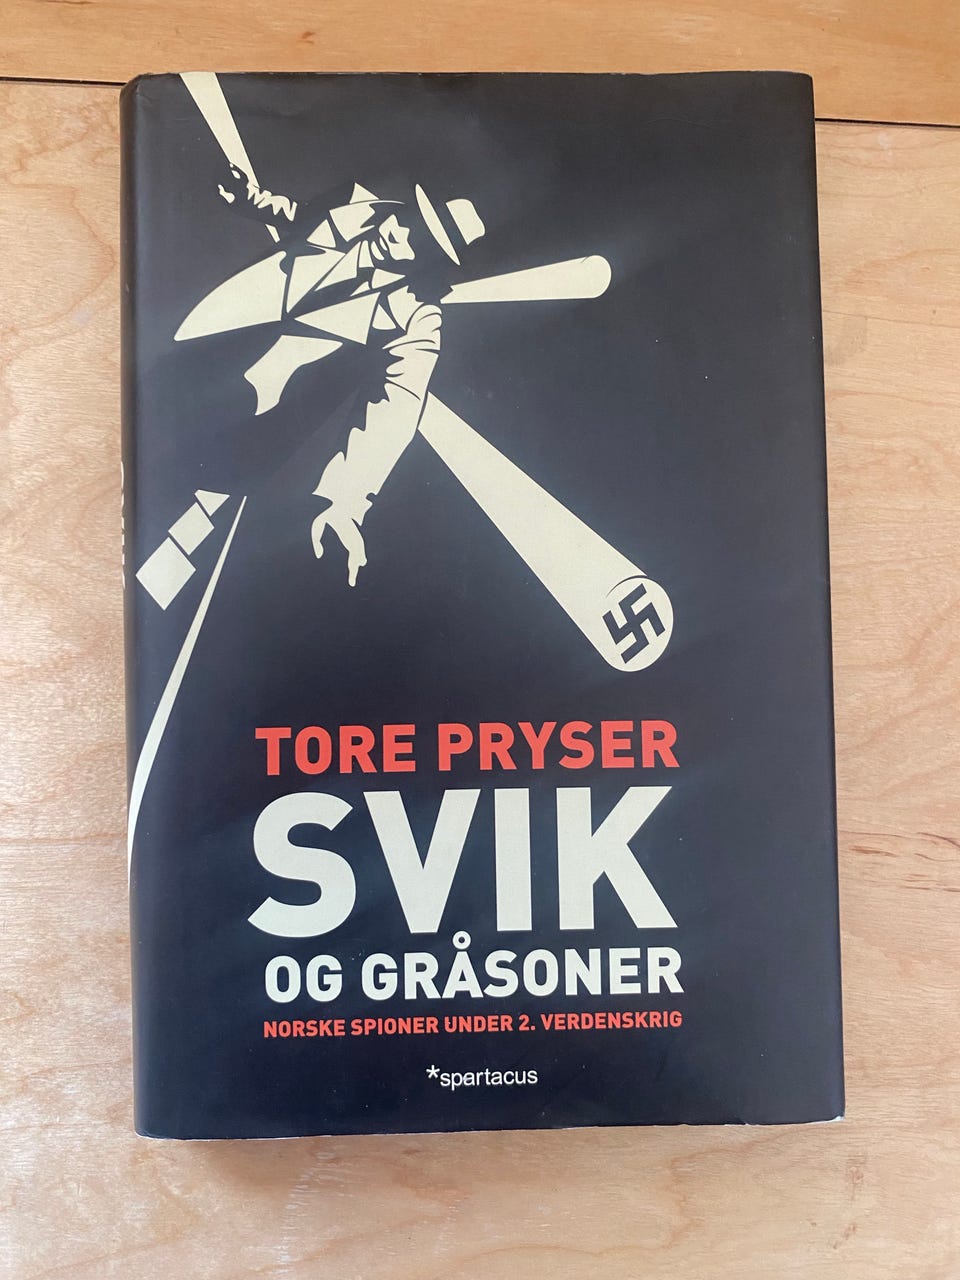 TORE PRYSER
SVIK
OG GRÅSONER
NORSKE SPIONER UNDER 2. VERDENSKRIG
*spartacus